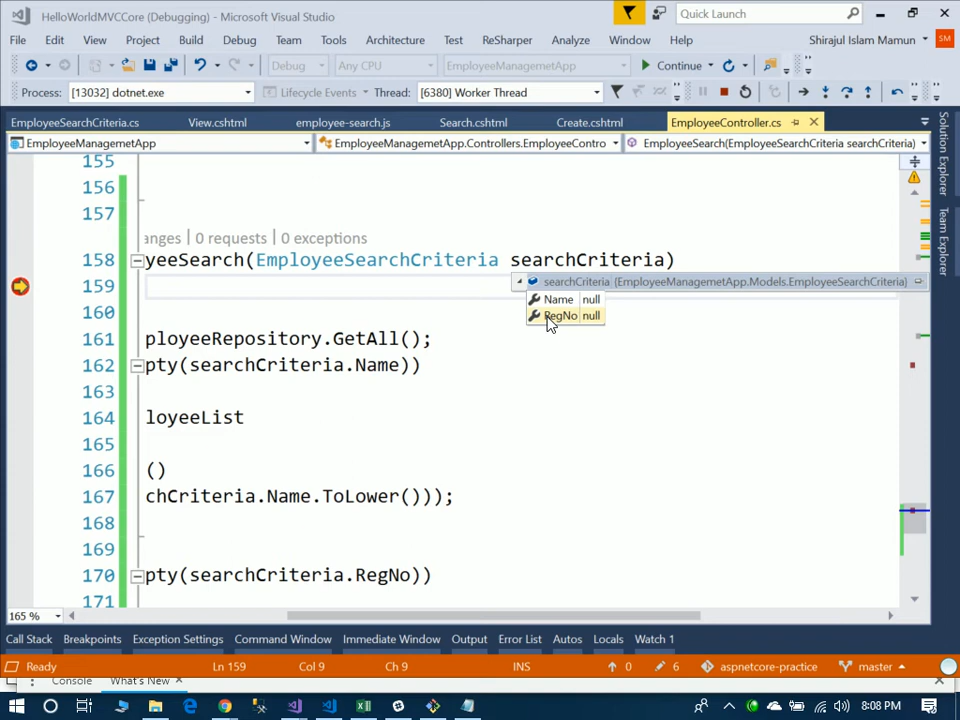 HelloWorldMVCCore (Debugging) - Microsoft Visual Studio
Quick Launch
File Edit View Project Build Debug Team Tools Architecture Test ReSharper Analyze Window Help Shirajul Islam Mamun SM
Debug Any CPU EmployeeManagemetApp Continue
Process: [13032] dotnet.exe Lifecycle Events Thread: [6380] Worker Thread
EmployeeSearchCriteria.cs View.cshtml employee-search.js Search.cshtml Create.cshtml EmployeeController.cs
EmployeeManagemetApp EmployeeManagemetApp.Controllers.EmployeeContro EmployeeSearch(EmployeeSearchCriteria searchCriteria)
Solution Explorer
Team Explorer
155
156
157
anges | 0 requests | 0 exceptions
158 yeeSearch(EmployeeSearchCriteria searchCriteria)
159
searchCriteria (EmployeeManagemetApp.Models.EmployeeSearchCriteria)
Name null
RegNo null
160
161 ployeeRepository.GetAll();
162 pty(searchCriteria.Name))
163
164 loyeeList
165
166 ()
167 chCriteria.Name.ToLower()));
168
169
170 pty(searchCriteria.RegNo))
171
165 %
Call Stack Breakpoints Exception Settings Command Window Immediate Window Output Error List Autos Locals Watch 1
Ready Ln 159 Col 9 Ch 9 INS 0 6 aspnetcore-practice master
Console What's New
8:08 PM